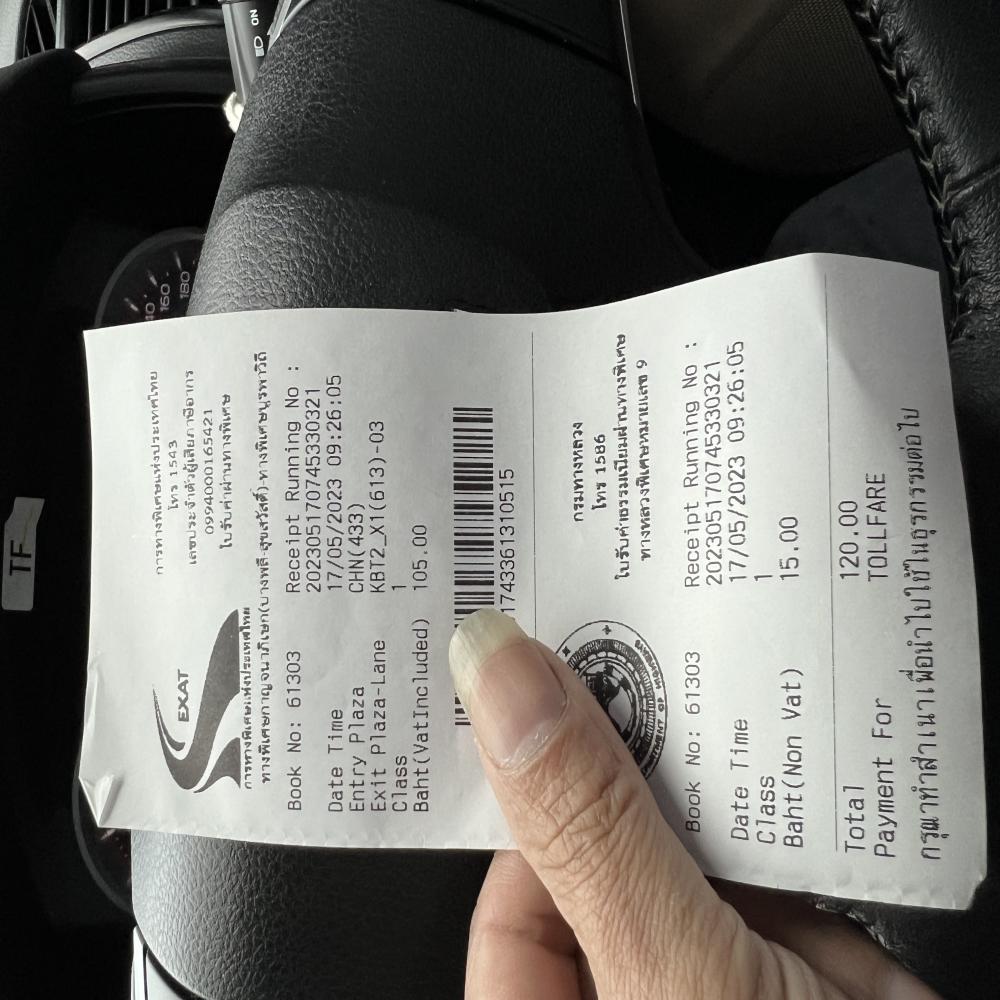 EXAT
การทางพิเศษแห่งประเทศไทย
การทางพิเศษแห่งประเทศไทย
โทร 1543
เลขประจำตัวผู้เสียภาษีอากร
0994000165421
ใบรับค่าผ่านทางพิเศษ
ทางพิเศษกาญจนาภิเษก(บางพลี-สุขสวัสดิ์)-ทางพิเศษบูรพาวิถี
Book No: 61303 Receipt Running No :
2023051707453303​21
Date Time 17/05/2023 09:26:05
Entry Plaza CHN(433)
Exit Plaza-Lane KBT2_X1(613)-03
Class 1
Baht(VatIncluded) 105.00
17433613​10515
กรมทางหลวง
โทร 1586
ใบรับค่าธรรมเนียมผ่านทางพิเศษ
ทางหลวงพิเศษหมายเลข 9
Book No: 61303 Receipt Running No :
2023051707453303​21
Date Time 17/05/2023 09:26:05
Class 1
Baht(Non Vat) 15.00
Total 120.00
Payment For TOLLFARE
กรุณาทำสำเนาเพื่อนำไปใช้ในธุรกรรมต่อไป
TF
ON
160
180